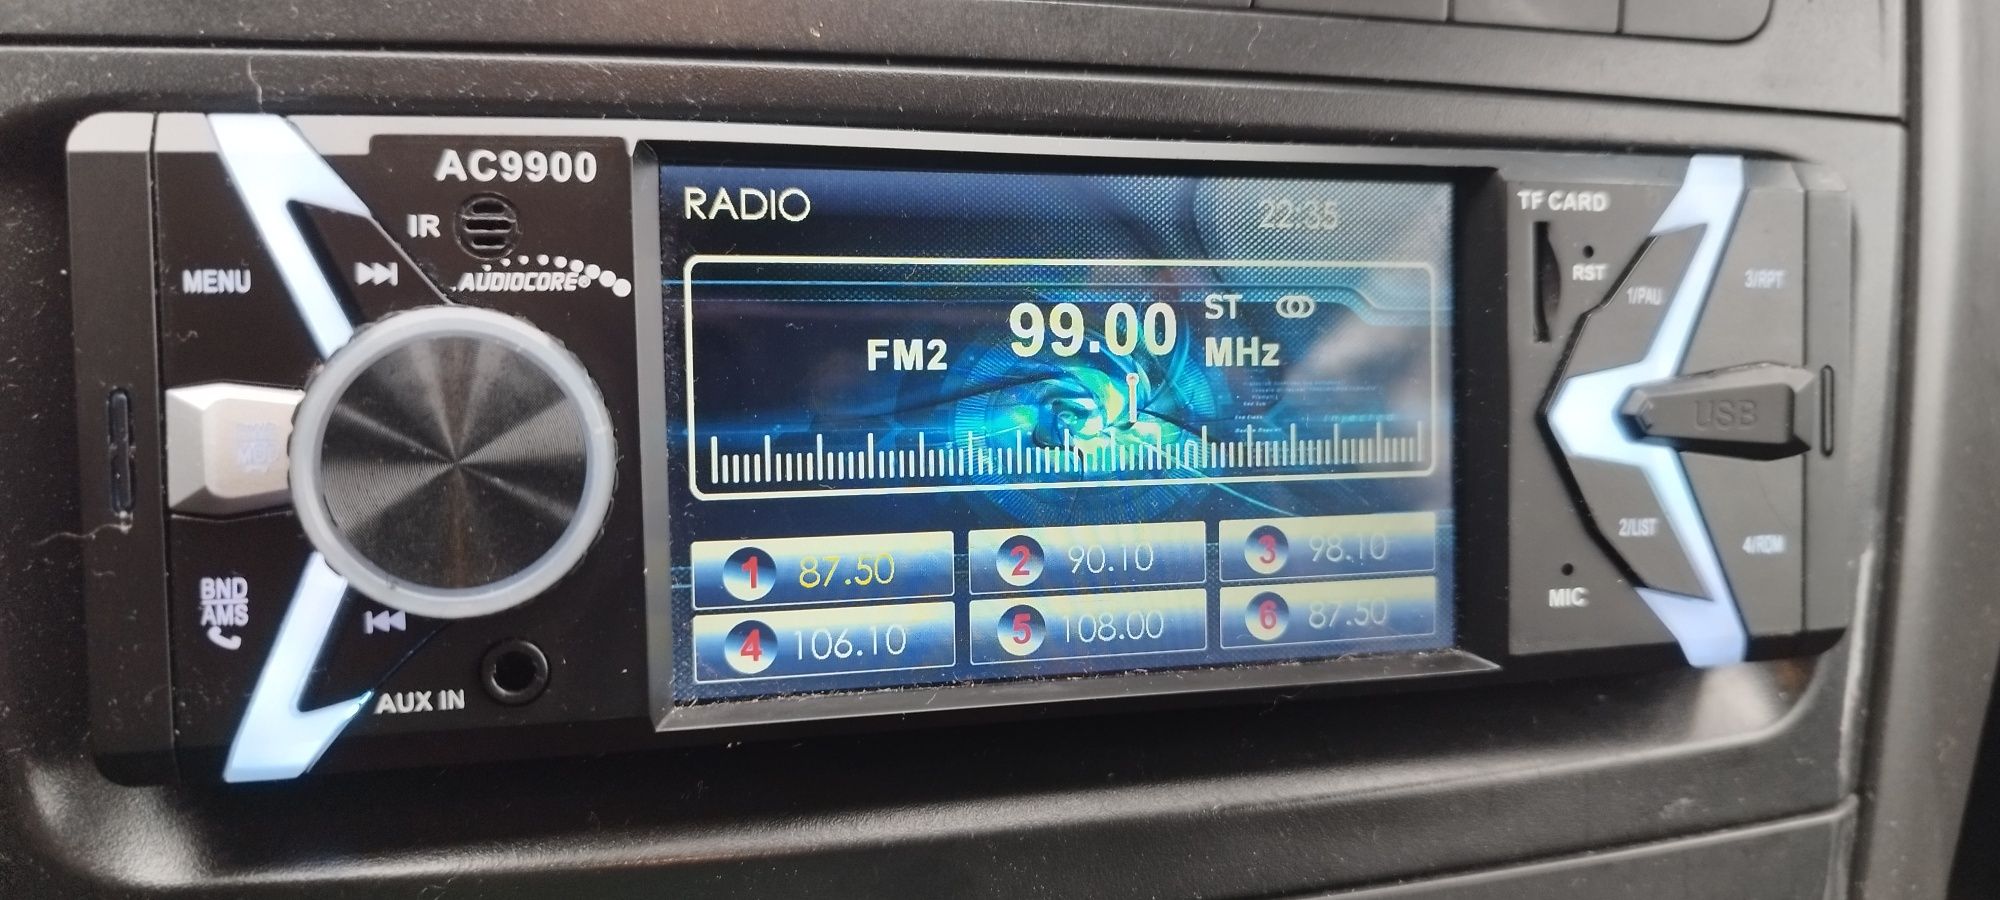 AC9900
IR
AUDIOCORE®
MENU
BND
AMS
AUX IN
RADIO
22:35
FM2
99.00
ST
MHz
1 87.50
2 90.10
3 98.10
4 106.10
5 108.00
6 87.50
TF CARD
RST
1/PAU
3/RPT
USB
2/LIST
4/RDM
MIC